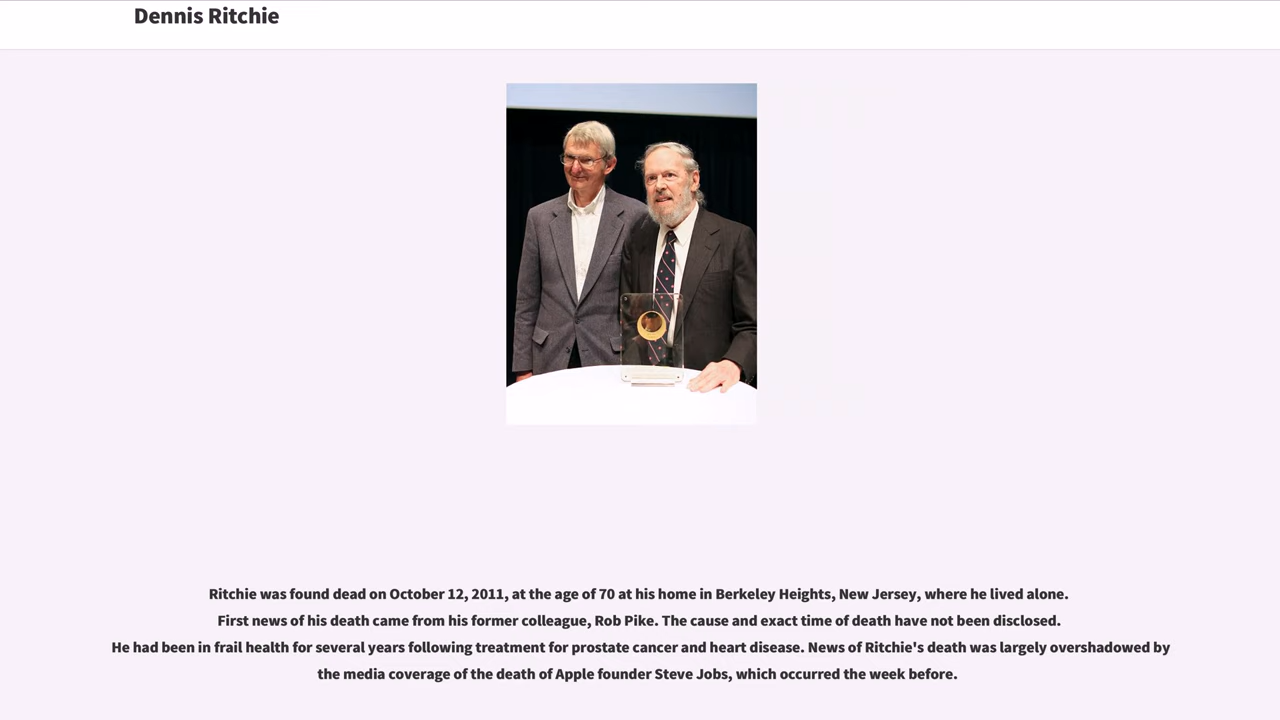 Dennis Ritchie
Ritchie was found dead on October 12, 2011, at the age of 70 at his home in Berkeley Heights, New Jersey, where he lived alone.
First news of his death came from his former colleague, Rob Pike. The cause and exact time of death have not been disclosed.
He had been in frail health for several years following treatment for prostate cancer and heart disease. News of Ritchie's death was largely overshadowed by
the media coverage of the death of Apple founder Steve Jobs, which occurred the week before.